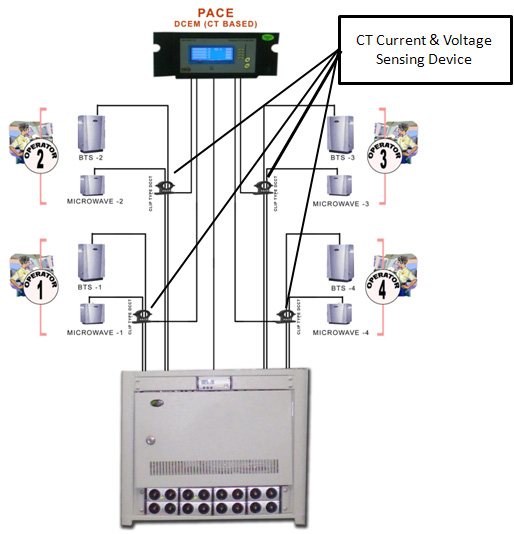 PACE
DCEM (CT BASED)
CT Current & Voltage
Sensing Device
OPERATOR
2
BTS -2
MICROWAVE -2
CLIP TYPE DCCT
OPERATOR
3
BTS -3
MICROWAVE -3
CLIP TYPE DCCT
OPERATOR
1
BTS -1
MICROWAVE -1
CLIP TYPE DCCT
OPERATOR
4
BTS-4
MICROWAVE -4
CLIP TYPE DCCT